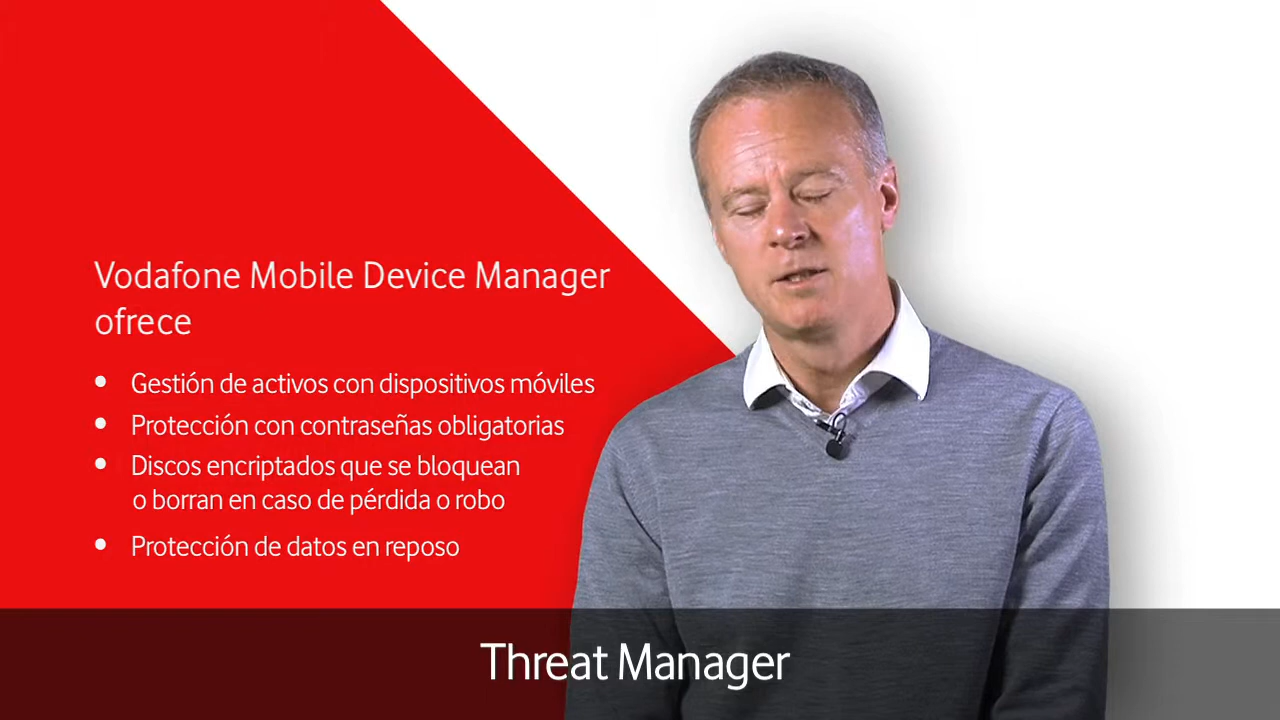 Vodafone Mobile Device Manager
ofrece
• Gestión de activos con dispositivos móviles
• Protección con contraseñas obligatorias
• Discos encriptados que se bloquean
o borran en caso de pérdida o robo
• Protección de datos en reposo
Threat Manager